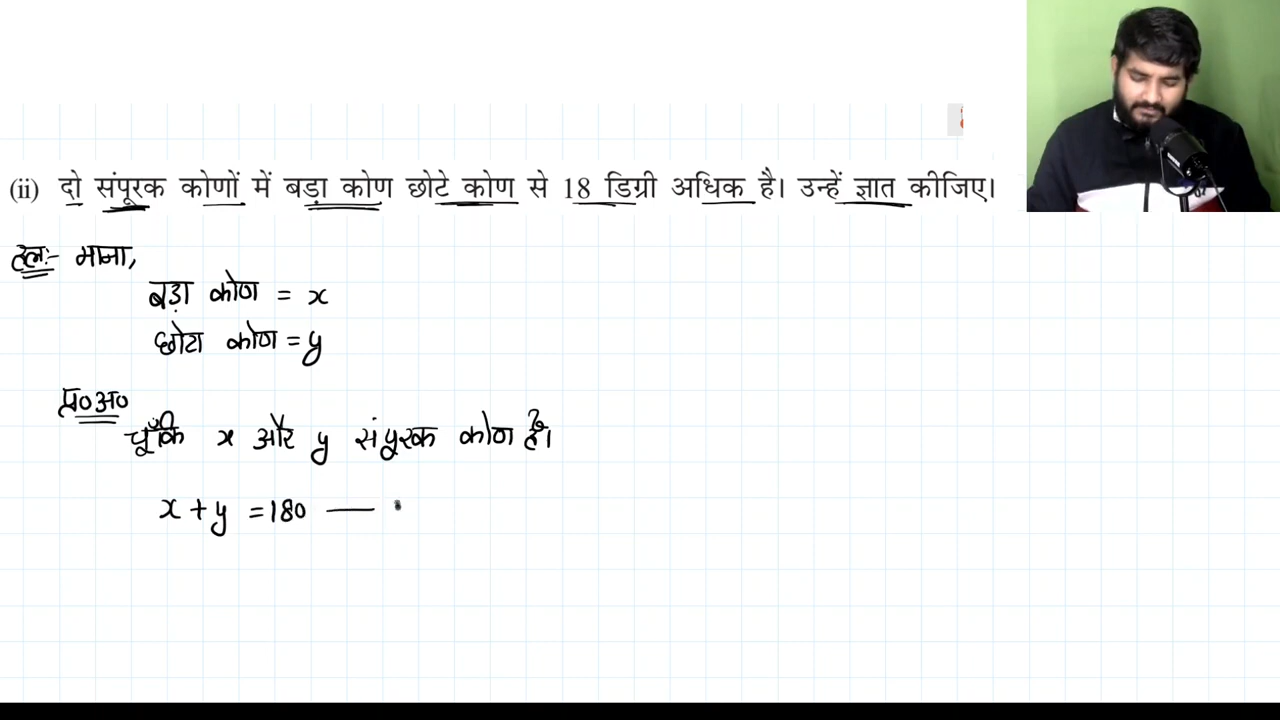 (ii) दो संपूरक कोणों में बड़ा कोण छोटे कोण से 18 डिग्री अधिक है। उन्हें ज्ञात कीजिए।
हल:- माना,
बड़ा कोण = x
छोटा कोण = y
प्र०अ०
चूँकि x और y संपूरक कोण है।
x + y = 180 —